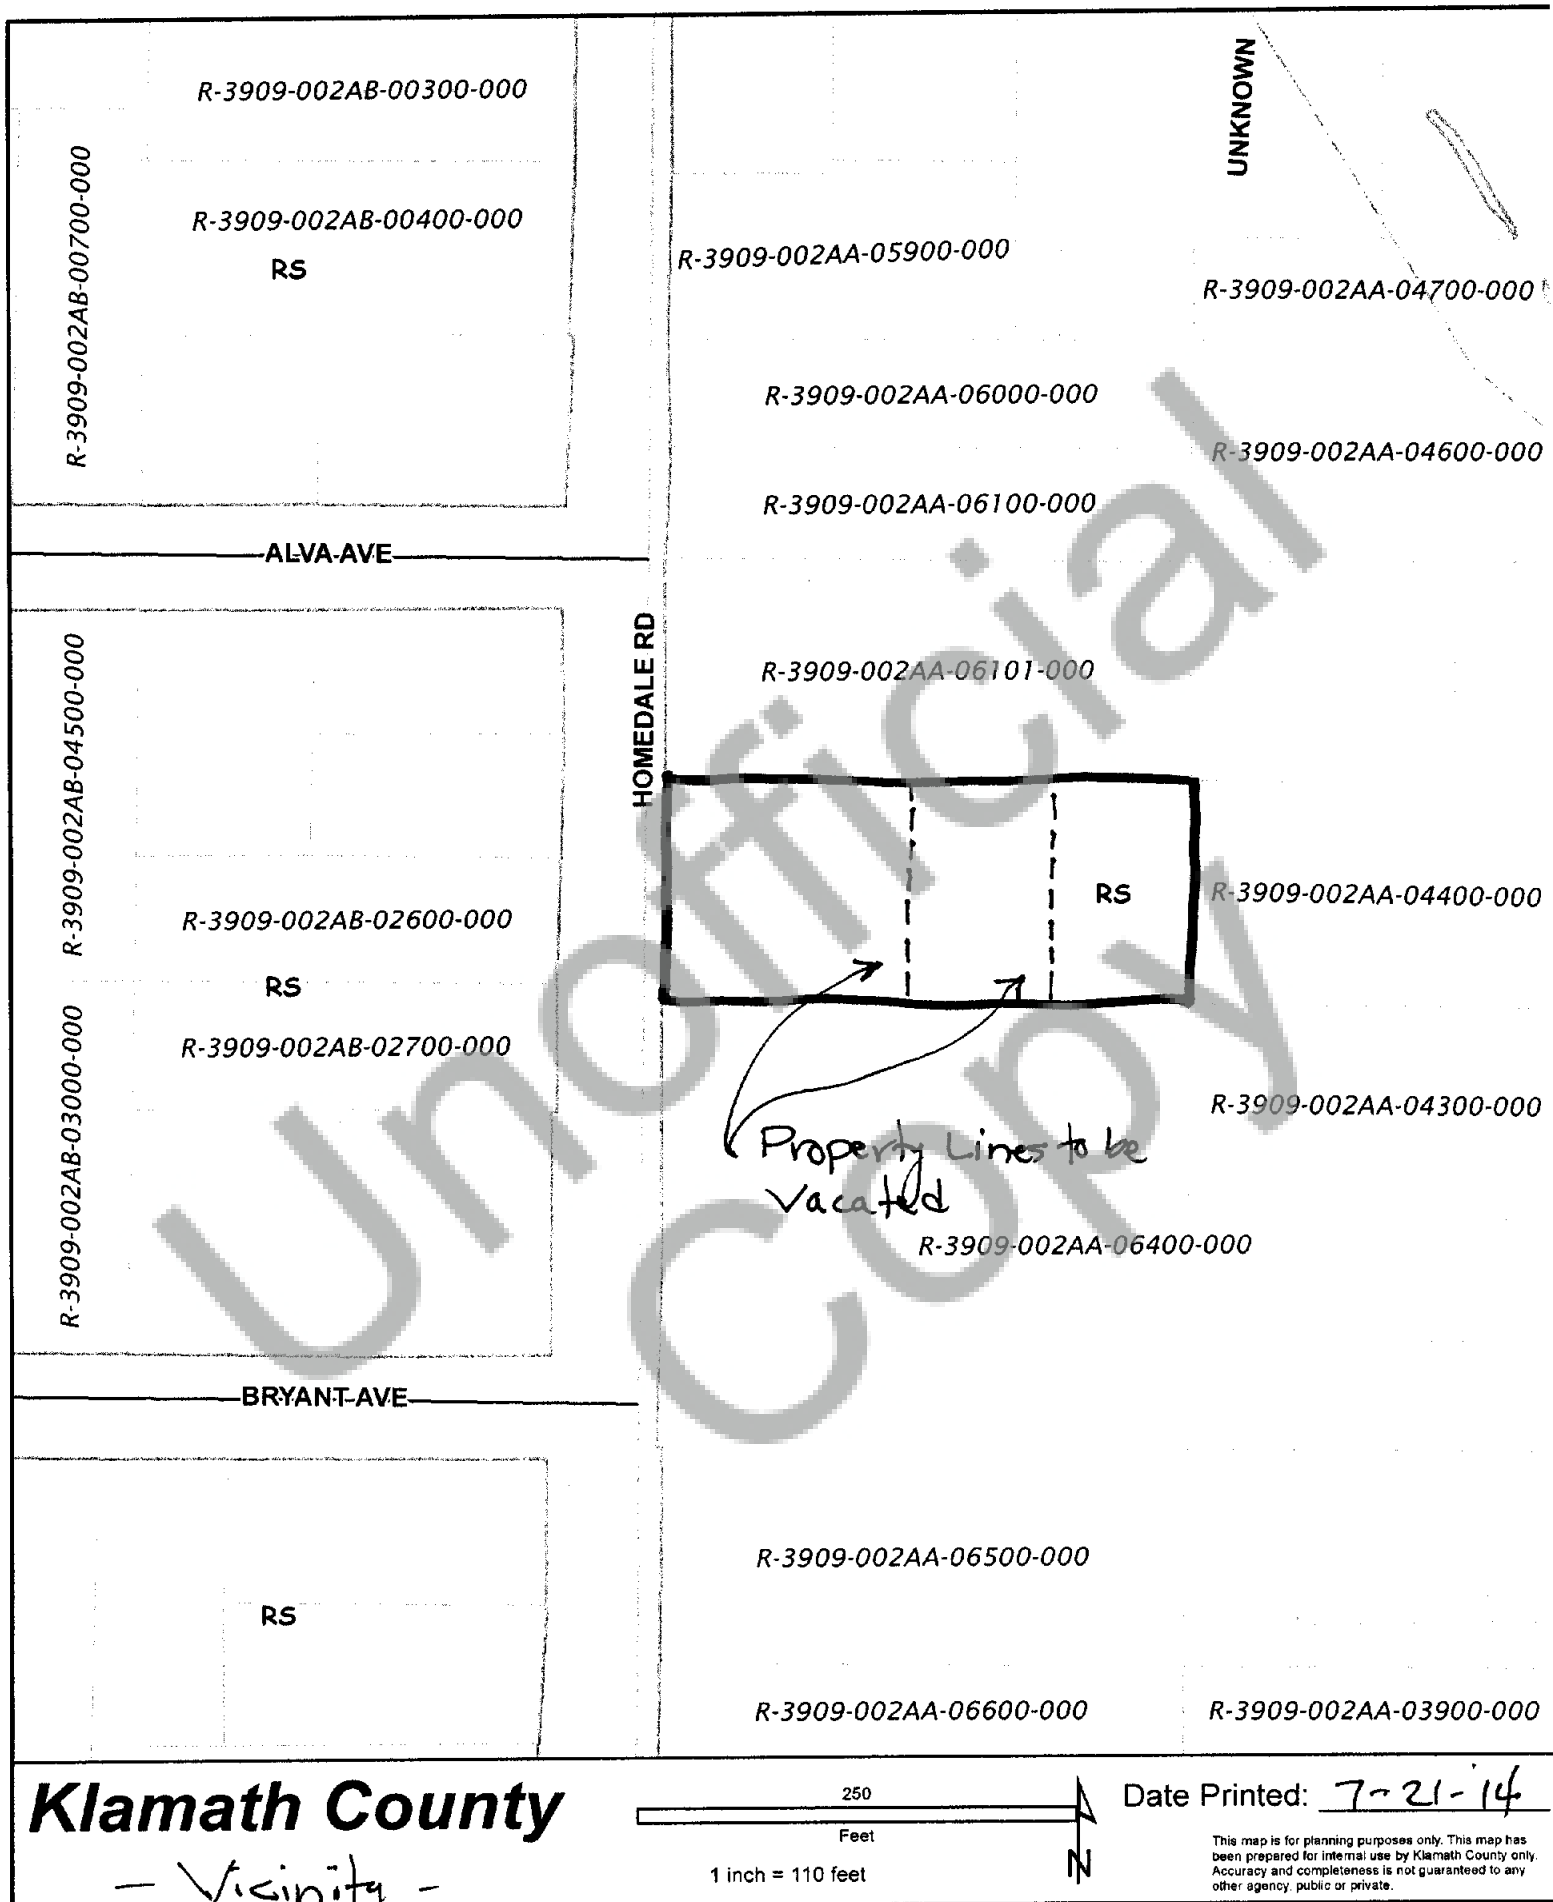 R-3909-002AB-00300-000
UNKNOWN
R-3909-002AB-00700-000
R-3909-002AB-00400-000
RS
R-3909-002AA-05900-000
R-3909-002AA-04700-000
R-3909-002AA-06000-000
R-3909-002AA-04600-000
R-3909-002AA-06100-000
ALVA AVE
HOMEDALE RD
R-3909-002AB-04500-000
R-3909-002AA-06101-000
RS
R-3909-002AA-04400-000
R-3909-002AB-02600-000
RS
R-3909-002AB-02700-000
R-3909-002AB-03000-000
R-3909-002AA-04300-000
Property Lines to be
Vacated
R-3909-002AA-06400-000
BRYANT AVE
R-3909-002AA-06500-000
RS
R-3909-002AA-06600-000
R-3909-002AA-03900-000
Unofficial
Copy
Klamath County
- Vicinity -
250
Feet
1 inch = 110 feet
N
Date Printed: 7-21-'14
This map is for planning purposes only. This map has
been prepared for internal use by Klamath County only.
Accuracy and completeness is not guaranteed to any
other agency, public or private.